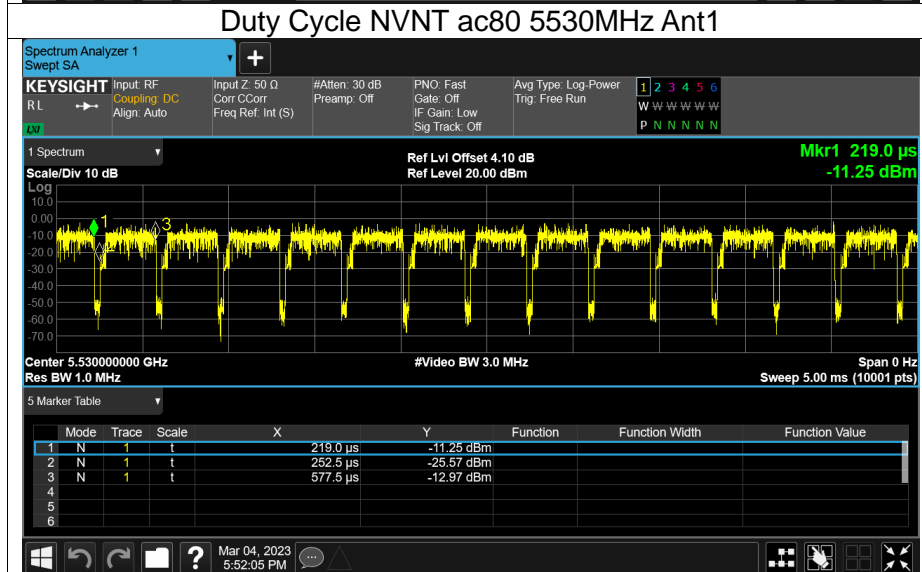 Duty Cycle NVNT ac80 5530MHz Ant1
Spectrum Analyzer 1
Swept SA
+
KEYSIGHT Input: RF Input Z: 50 Ω #Atten: 30 dB PNO: Fast Avg Type: Log-Power 1 2 3 4 5 6
RL Coupling: DC Corr CCorr Preamp: Off Gate: Off Trig: Free Run W W W W W W
Align: Auto Freq Ref: Int (S) IF Gain: Low
LXI Sig Track: Off P N N N N N
1 Spectrum Ref Lvl Offset 4.10 dB Mkr1 219.0 µs
Scale/Div 10 dB Ref Level 20.00 dBm -11.25 dBm
Log
10.0
0.00 1 3
-10.0
-20.0
-30.0
-40.0
-50.0
-60.0
-70.0
Center 5.530000000 GHz #Video BW 3.0 MHz Span 0 Hz
Res BW 1.0 MHz Sweep 5.00 ms (10001 pts)
5 Marker Table
Mode Trace Scale X Y Function Function Width Function Value
1 N 1 t 219.0 µs -11.25 dBm
2 N 1 t 252.5 µs -25.57 dBm
3 N 1 t 577.5 µs -12.97 dBm
4
5
6
? Mar 04, 2023
5:52:05 PM